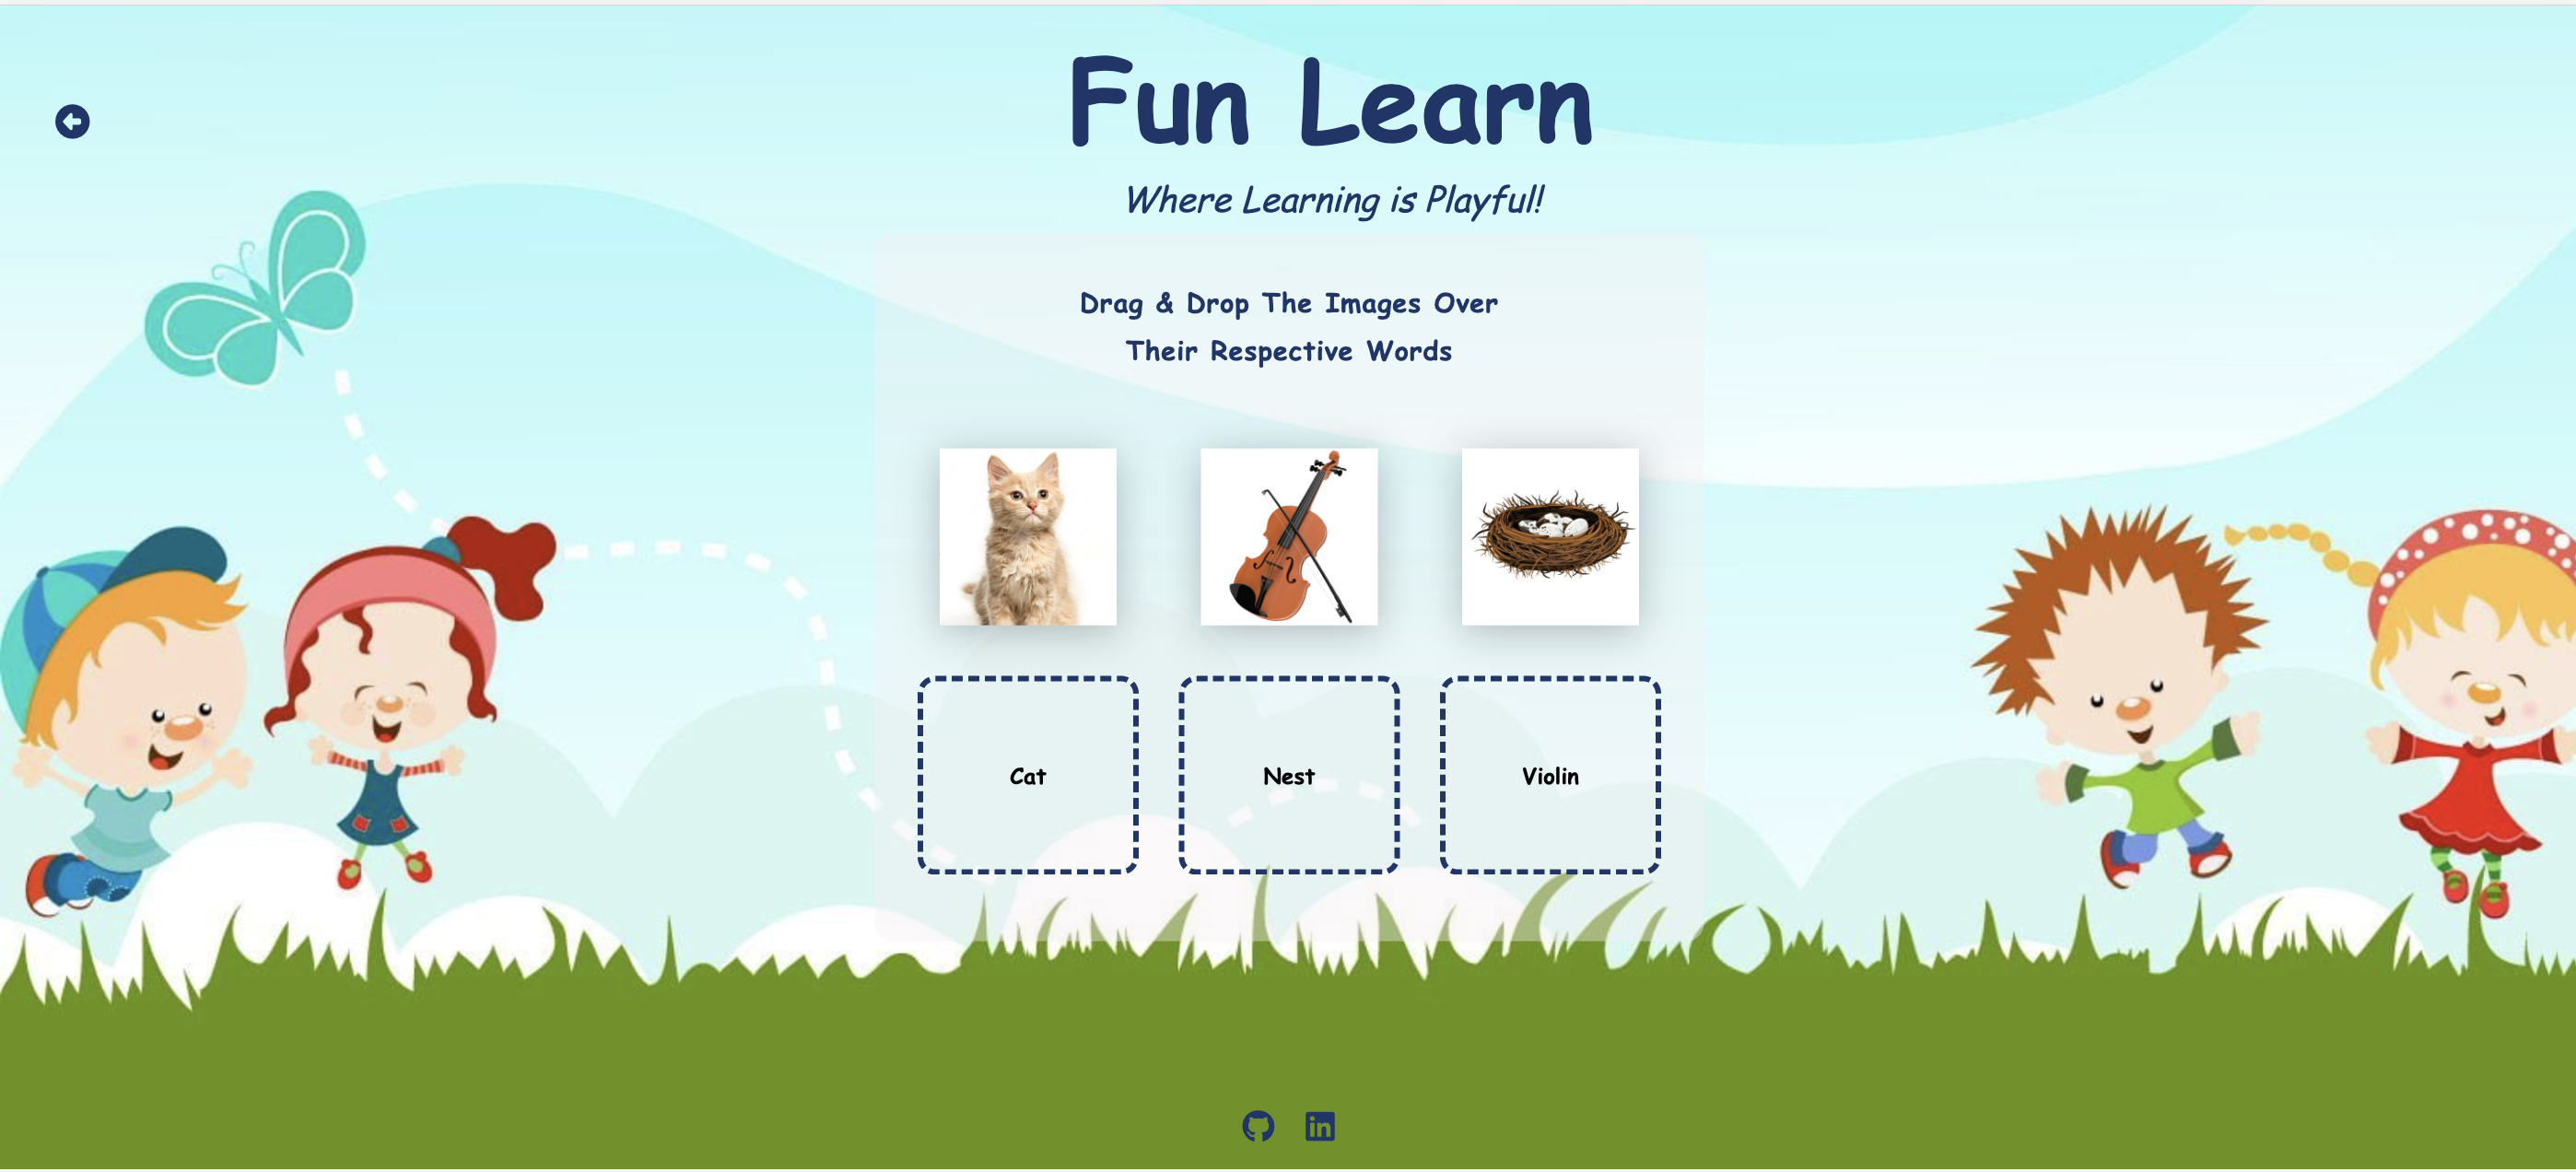 Fun Learn
Where Learning is Playful!
Drag & Drop The Images Over
Their Respective Words
Cat
Nest
Violin
in